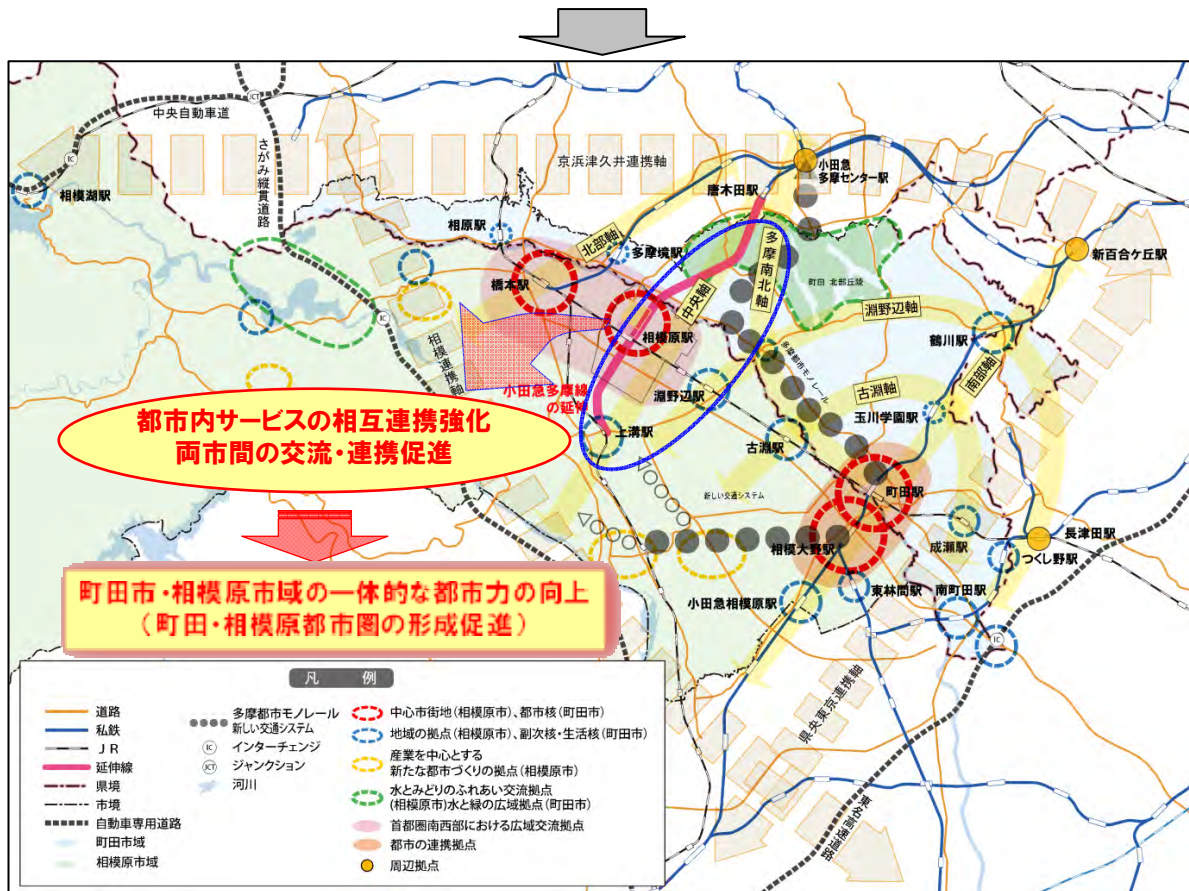 中央自動車道
JCT
IC
さがみ縦貫道路
相模湖駅
京浜津久井連携軸
小田急
多摩センター駅
唐木田駅
相原駅
北部軸
多摩境駅
多摩南北軸
新百合ケ丘駅
町田 北部丘陵
橋本駅
中央軸
淵野辺軸
IC
相模原駅
鶴川駅
相模連携軸
多摩都市モノレール
南部軸
小田急多摩線
の延伸
淵野辺駅
古淵軸
玉川学園駅
都市内サービスの相互連携強化
両市間の交流・連携促進
上溝駅
古淵駅
新しい交通システム
町田駅
相模大野駅
成瀬駅
長津田駅
つくし野駅
町田市・相模原市域の一体的な都市力の向上
(町田・相模原都市圏の形成促進)
小田急相模原駅
東林間駅
南町田駅
IC
県央東京連携軸
東名高速道路
凡 例
道路
私鉄
JR
延伸線
県境
市境
自動車専用道路
町田市域
相模原市域
多摩都市モノレール
新しい交通システム
IC
インターチェンジ
JCT
ジャンクション
河川
中心市街地(相模原市)、都市核(町田市)
地域の拠点(相模原市)、副次核・生活核(町田市)
産業を中心とする
新たな都市づくりの拠点(相模原市)
水とみどりのふれあい交流拠点
(相模原市)水と緑の広域拠点(町田市)
首都圏南西部における広域交流拠点
都市の連携拠点
周辺拠点